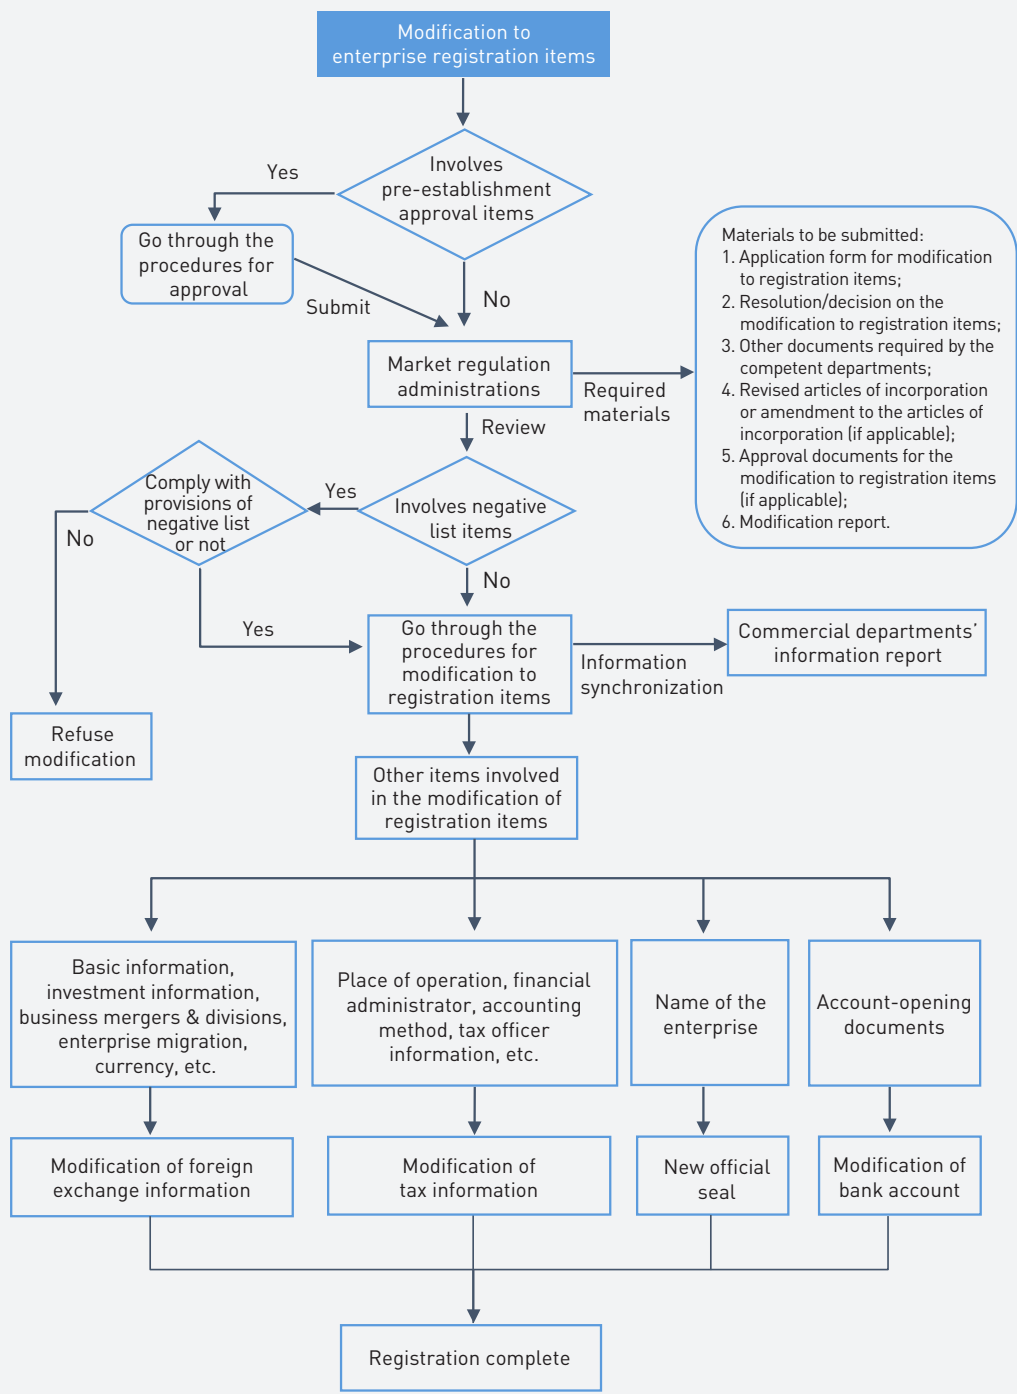 Modification to
enterprise registration items
Involves
pre-establishment
approval items
Yes
Go through the
procedures for
approval
Submit
No
Market regulation
administrations
Required
materials
Materials to be submitted:
1. Application form for modification
to registration items;
2. Resolution/decision on the
modification to registration items;
3. Other documents required by the
competent departments;
4. Revised articles of incorporation
or amendment to the articles of
incorporation (if applicable);
5. Approval documents for the
modification to registration items
(if applicable);
6. Modification report.
Review
Involves negative
list items
Yes
Comply with
provisions of
negative list
or not
No
No
Yes
Go through the
procedures for
modification to
registration items
Information
synchronization
Commercial departments’
information report
Refuse
modification
Other items involved
in the modification of
registration items
Basic information,
investment information,
business mergers & divisions,
enterprise migration,
currency, etc.
Place of operation, financial
administrator, accounting
method, tax officer
information, etc.
Name of the
enterprise
Account-opening
documents
Modification of foreign
exchange information
Modification of
tax information
New official
seal
Modification of
bank account
Registration complete